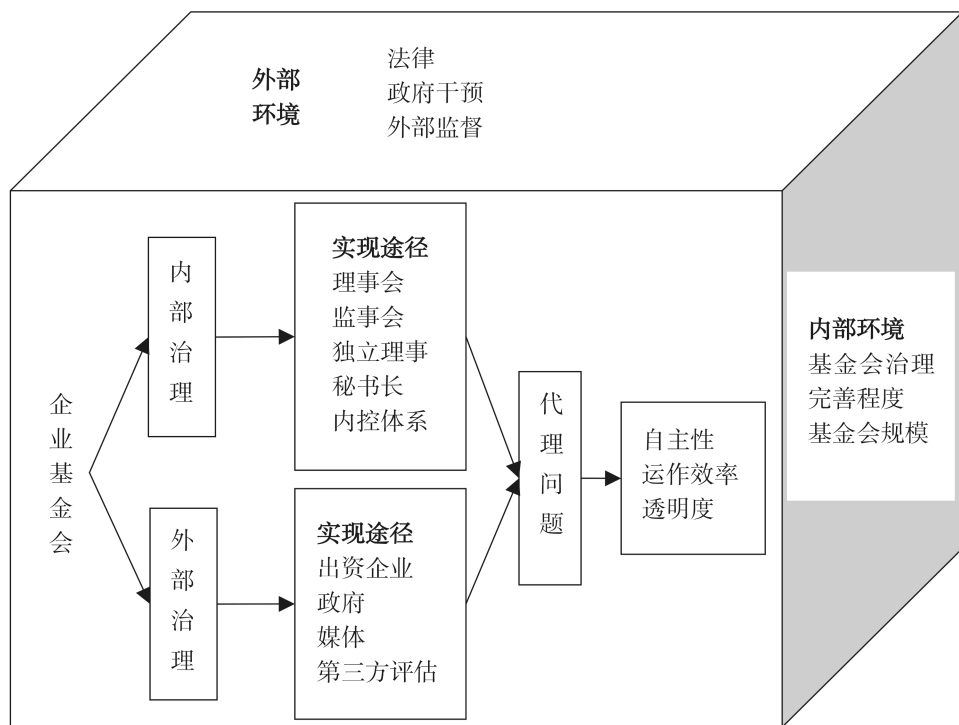 外部
环境
法律
政府干预
外部监督
企业基金会
内部治理
实现途径
理事会
监事会
独立理事
秘书长
内控体系
外部治理
实现途径
出资企业
政府
媒体
第三方评估
代理问题
自主性
运作效率
透明度
内部环境
基金会治理
完善程度
基金会规模